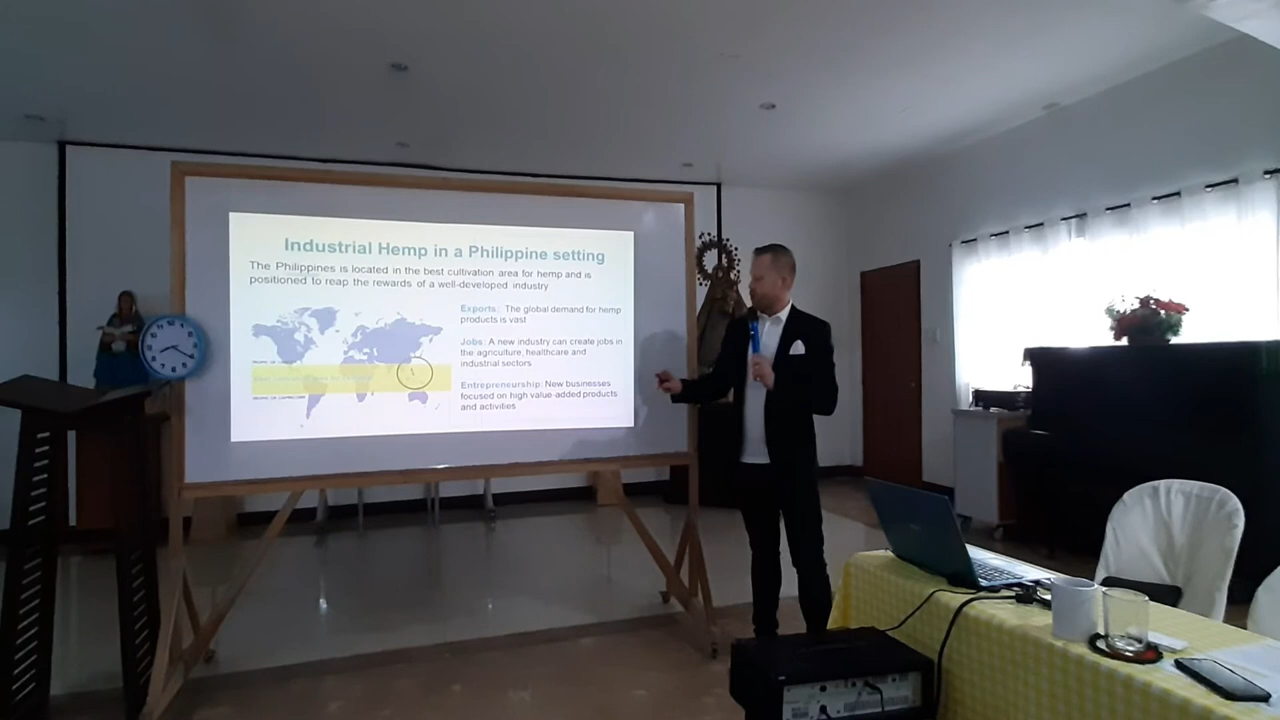 Industrial Hemp in a Philippine setting
The Philippines is located in the best cultivation area for hemp and is
positioned to reap the rewards of a well-developed industry
Exports: The global demand for hemp
products is vast
Jobs: A new industry can create jobs in
the agriculture, healthcare and
industrial sectors
Entrepreneurship: New businesses
focused on high value-added products
and activities
TROPIC OF CAPRICORN